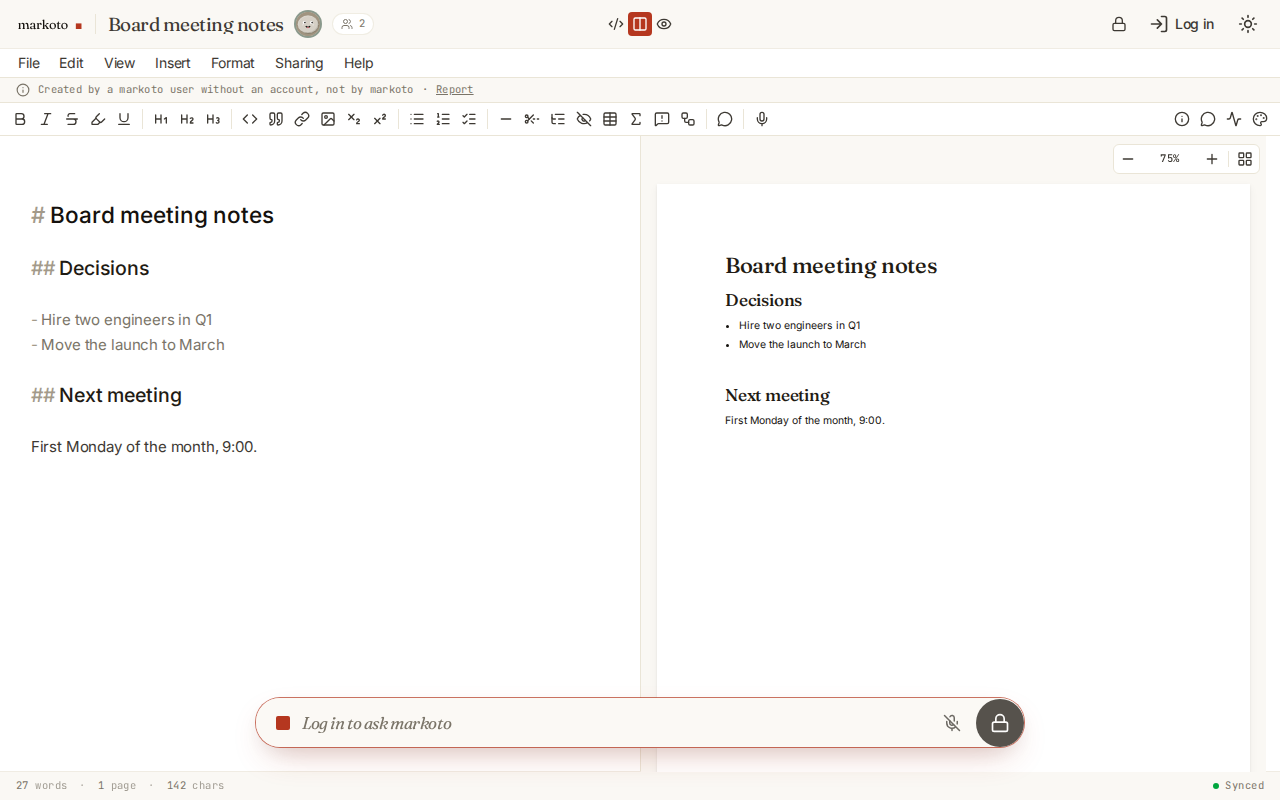 markoto
Board meeting notes
2
Log in
File Edit View Insert Format Sharing Help
Created by a markoto user without an account, not by markoto · Report
H1 H2 H3
75%
# Board meeting notes
## Decisions
- Hire two engineers in Q1
- Move the launch to March
## Next meeting
First Monday of the month, 9:00.
Board meeting notes
Decisions
• Hire two engineers in Q1
• Move the launch to March
Next meeting
First Monday of the month, 9:00.
Log in to ask markoto
27 words · 1 page · 142 chars
Synced